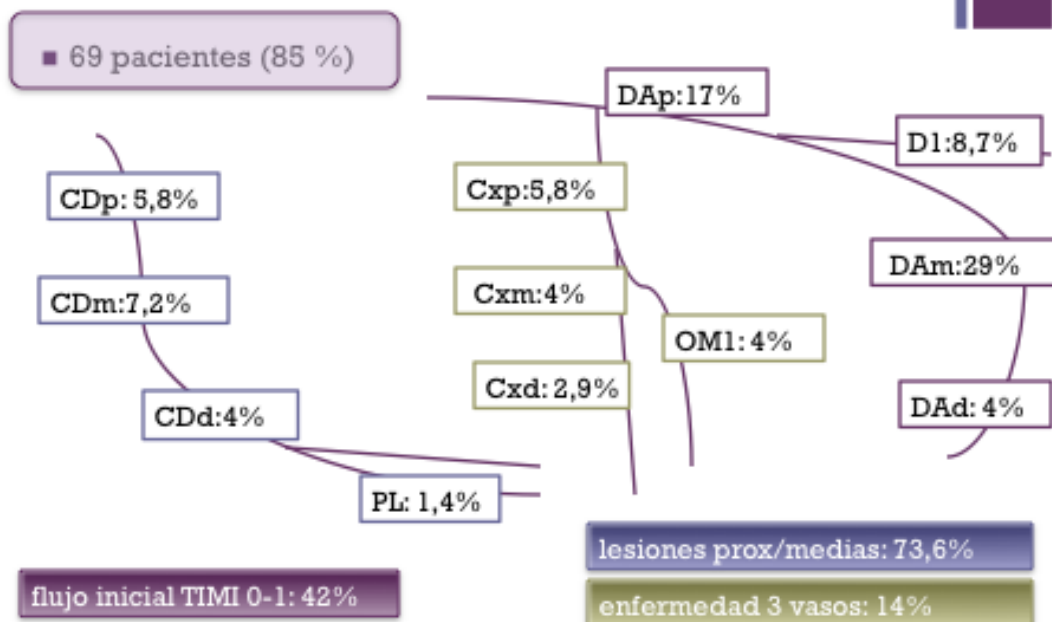 ▪ 69 pacientes (85 %)
DAp:17%
D1:8,7%
CDp: 5,8%
Cxp:5,8%
DAm:29%
CDm:7,2%
Cxm:4%
OM1: 4%
Cxd: 2,9%
CDd:4%
DAd: 4%
PL: 1,4%
lesiones prox/medias: 73,6%
flujo inicial TIMI 0-1: 42%
enfermedad 3 vasos: 14%